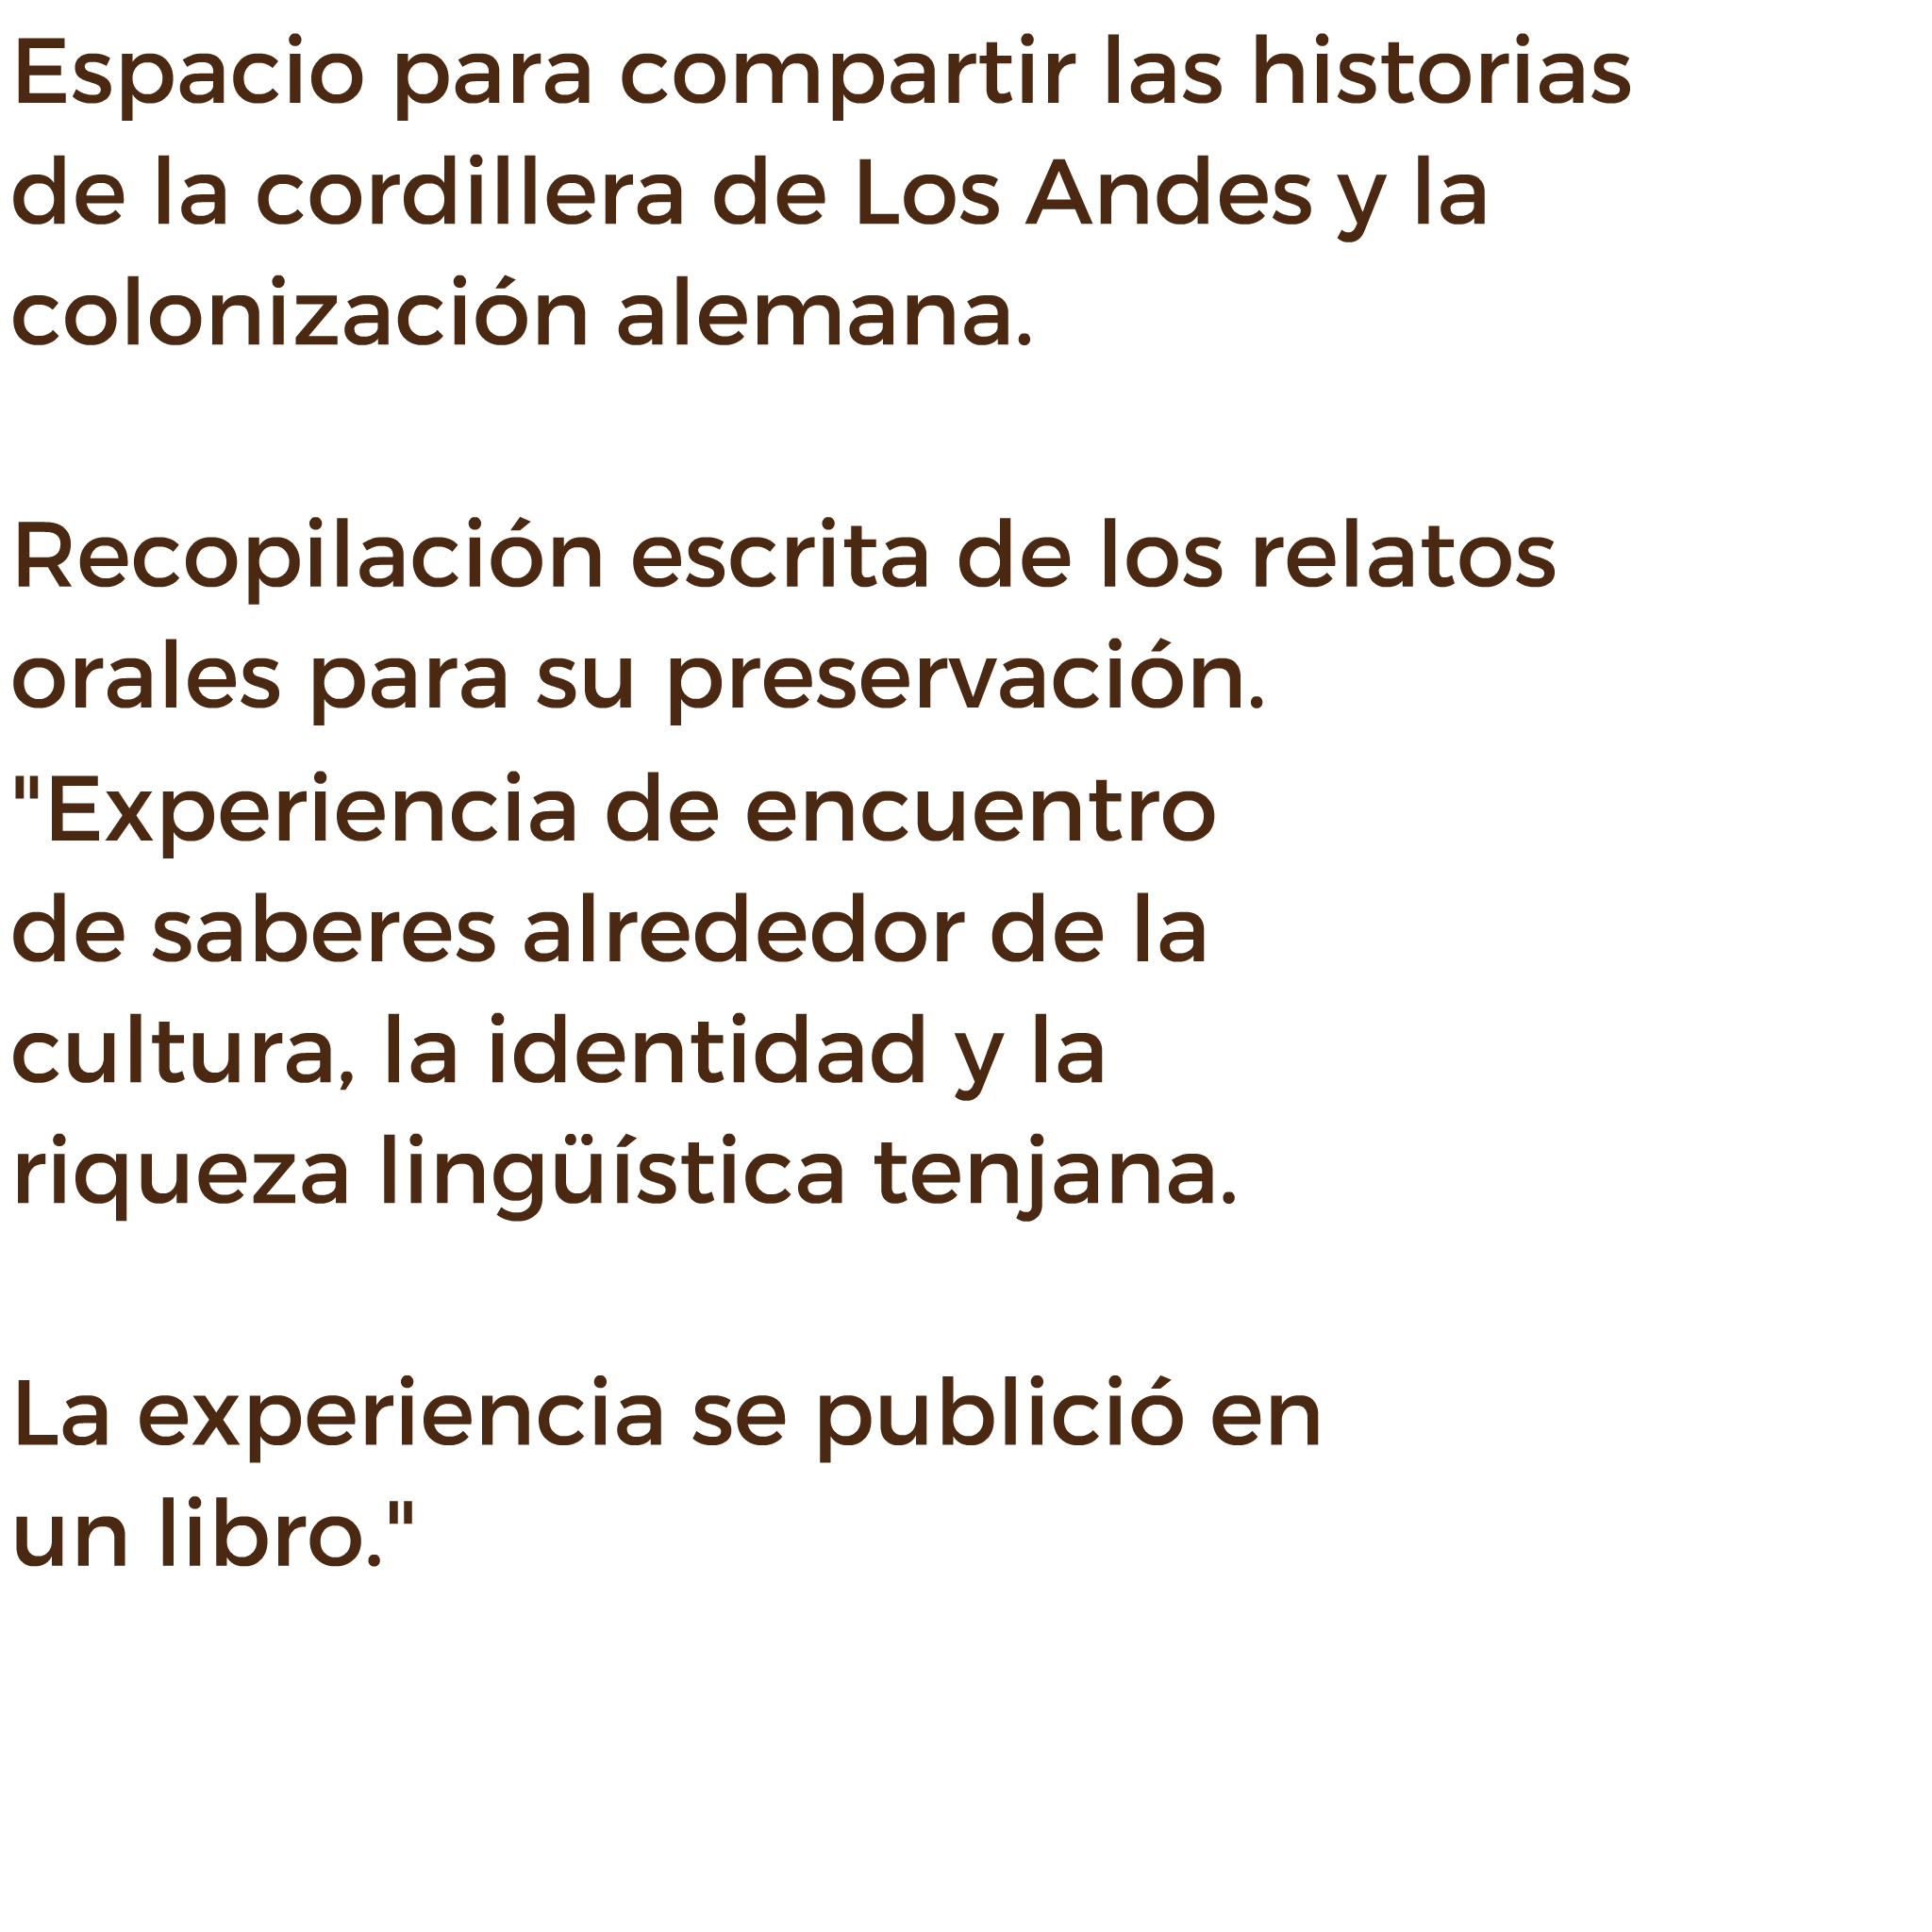 Espacio para compartir las historias
de la cordillera de Los Andes y la
colonización alemana.
Recopilación escrita de los relatos
orales para su preservación.
"Experiencia de encuentro
de saberes alrededor de la
cultura, la identidad y la
riqueza lingüística tenjana.
La experiencia se publició en
un libro."